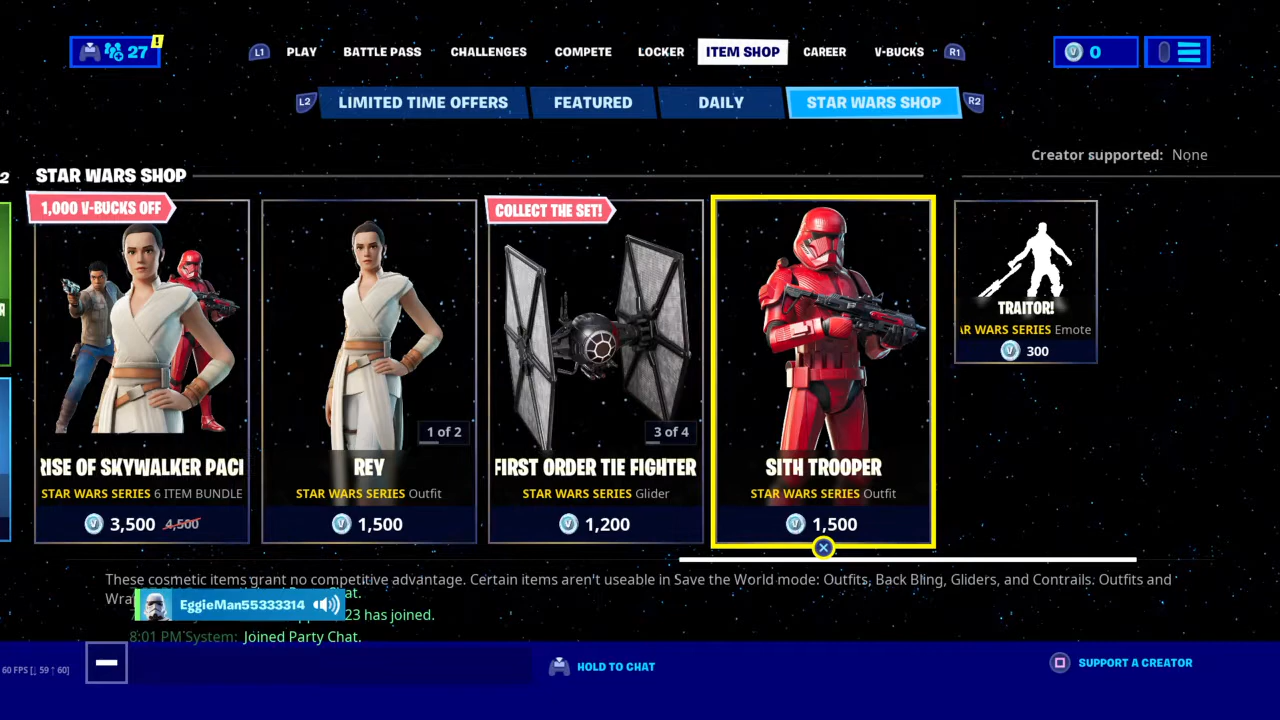 27 !
L1 PLAY BATTLE PASS CHALLENGES COMPETE LOCKER ITEM SHOP CAREER V-BUCKS R1
0
L2 LIMITED TIME OFFERS FEATURED DAILY STAR WARS SHOP R2
Creator supported: None
2
STAR WARS SHOP
1,000 V-BUCKS OFF
RISE OF SKYWALKER PACK
STAR WARS SERIES 6 ITEM BUNDLE
3,500 4,500
1 of 2
REY
STAR WARS SERIES Outfit
1,500
COLLECT THE SET!
3 of 4
FIRST ORDER TIE FIGHTER
STAR WARS SERIES Glider
1,200
SITH TROOPER
STAR WARS SERIES Outfit
1,500
TRAITOR!
AR WARS SERIES Emote
300
These cosmetic items grant no competitive advantage. Certain items aren't useable in Save the World mode: Outfits, Back Bling, Gliders, and Contrails. Outfits and
Wra
at.
EggieMan55333314
23 has joined.
8:01 PM System: Joined Party Chat.
60 FPS [↓ 59 ↑ 60]
HOLD TO CHAT
SUPPORT A CREATOR